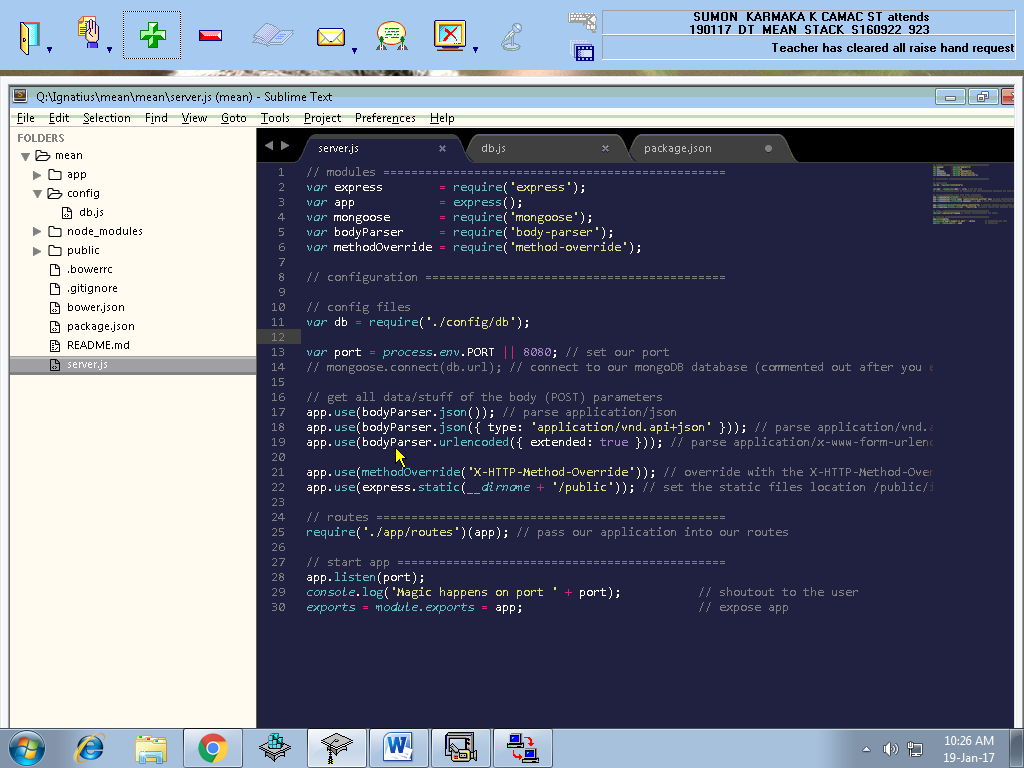 SUMON KARMAKA K CAMAC ST attends
190117 DT MEAN STACK S160922 923
Teacher has cleared all raise hand request
Q:\Ignatius\mean\mean\server.js (mean) - Sublime Text
File Edit Selection Find View Goto Tools Project Preferences Help
FOLDERS
mean
app
config
db.js
node_modules
public
.bowerrc
.gitignore
bower.json
package.json
README.md
server.js
server.js × db.js × package.json
1 // modules =================================================
2 var express        = require('express');
3 var app            = express();
4 var mongoose       = require('mongoose');
5 var bodyParser     = require('body-parser');
6 var methodOverride = require('method-override');
7
8 // configuration ===========================================
9
10 // config files
11 var db = require('./config/db');
12
13 var port = process.env.PORT || 8080; // set our port
14 // mongoose.connect(db.url); // connect to our mongoDB database (commented out after you e
15
16 // get all data/stuff of the body (POST) parameters
17 app.use(bodyParser.json()); // parse application/json
18 app.use(bodyParser.json({ type: 'application/vnd.api+json' })); // parse application/vnd.a
19 app.use(bodyParser.urlencoded({ extended: true })); // parse application/x-www-form-urlenc
20
21 app.use(methodOverride('X-HTTP-Method-Override')); // override with the X-HTTP-Method-Over
22 app.use(express.static(__dirname + '/public')); // set the static files location /public/i
23
24 // routes ==================================================
25 require('./app/routes')(app); // pass our application into our routes
26
27 // start app ===============================================
28 app.listen(port);
29 console.log('Magic happens on port ' + port); // shoutout to the user
30 exports = module.exports = app; // expose app
10:26 AM
19-Jan-17